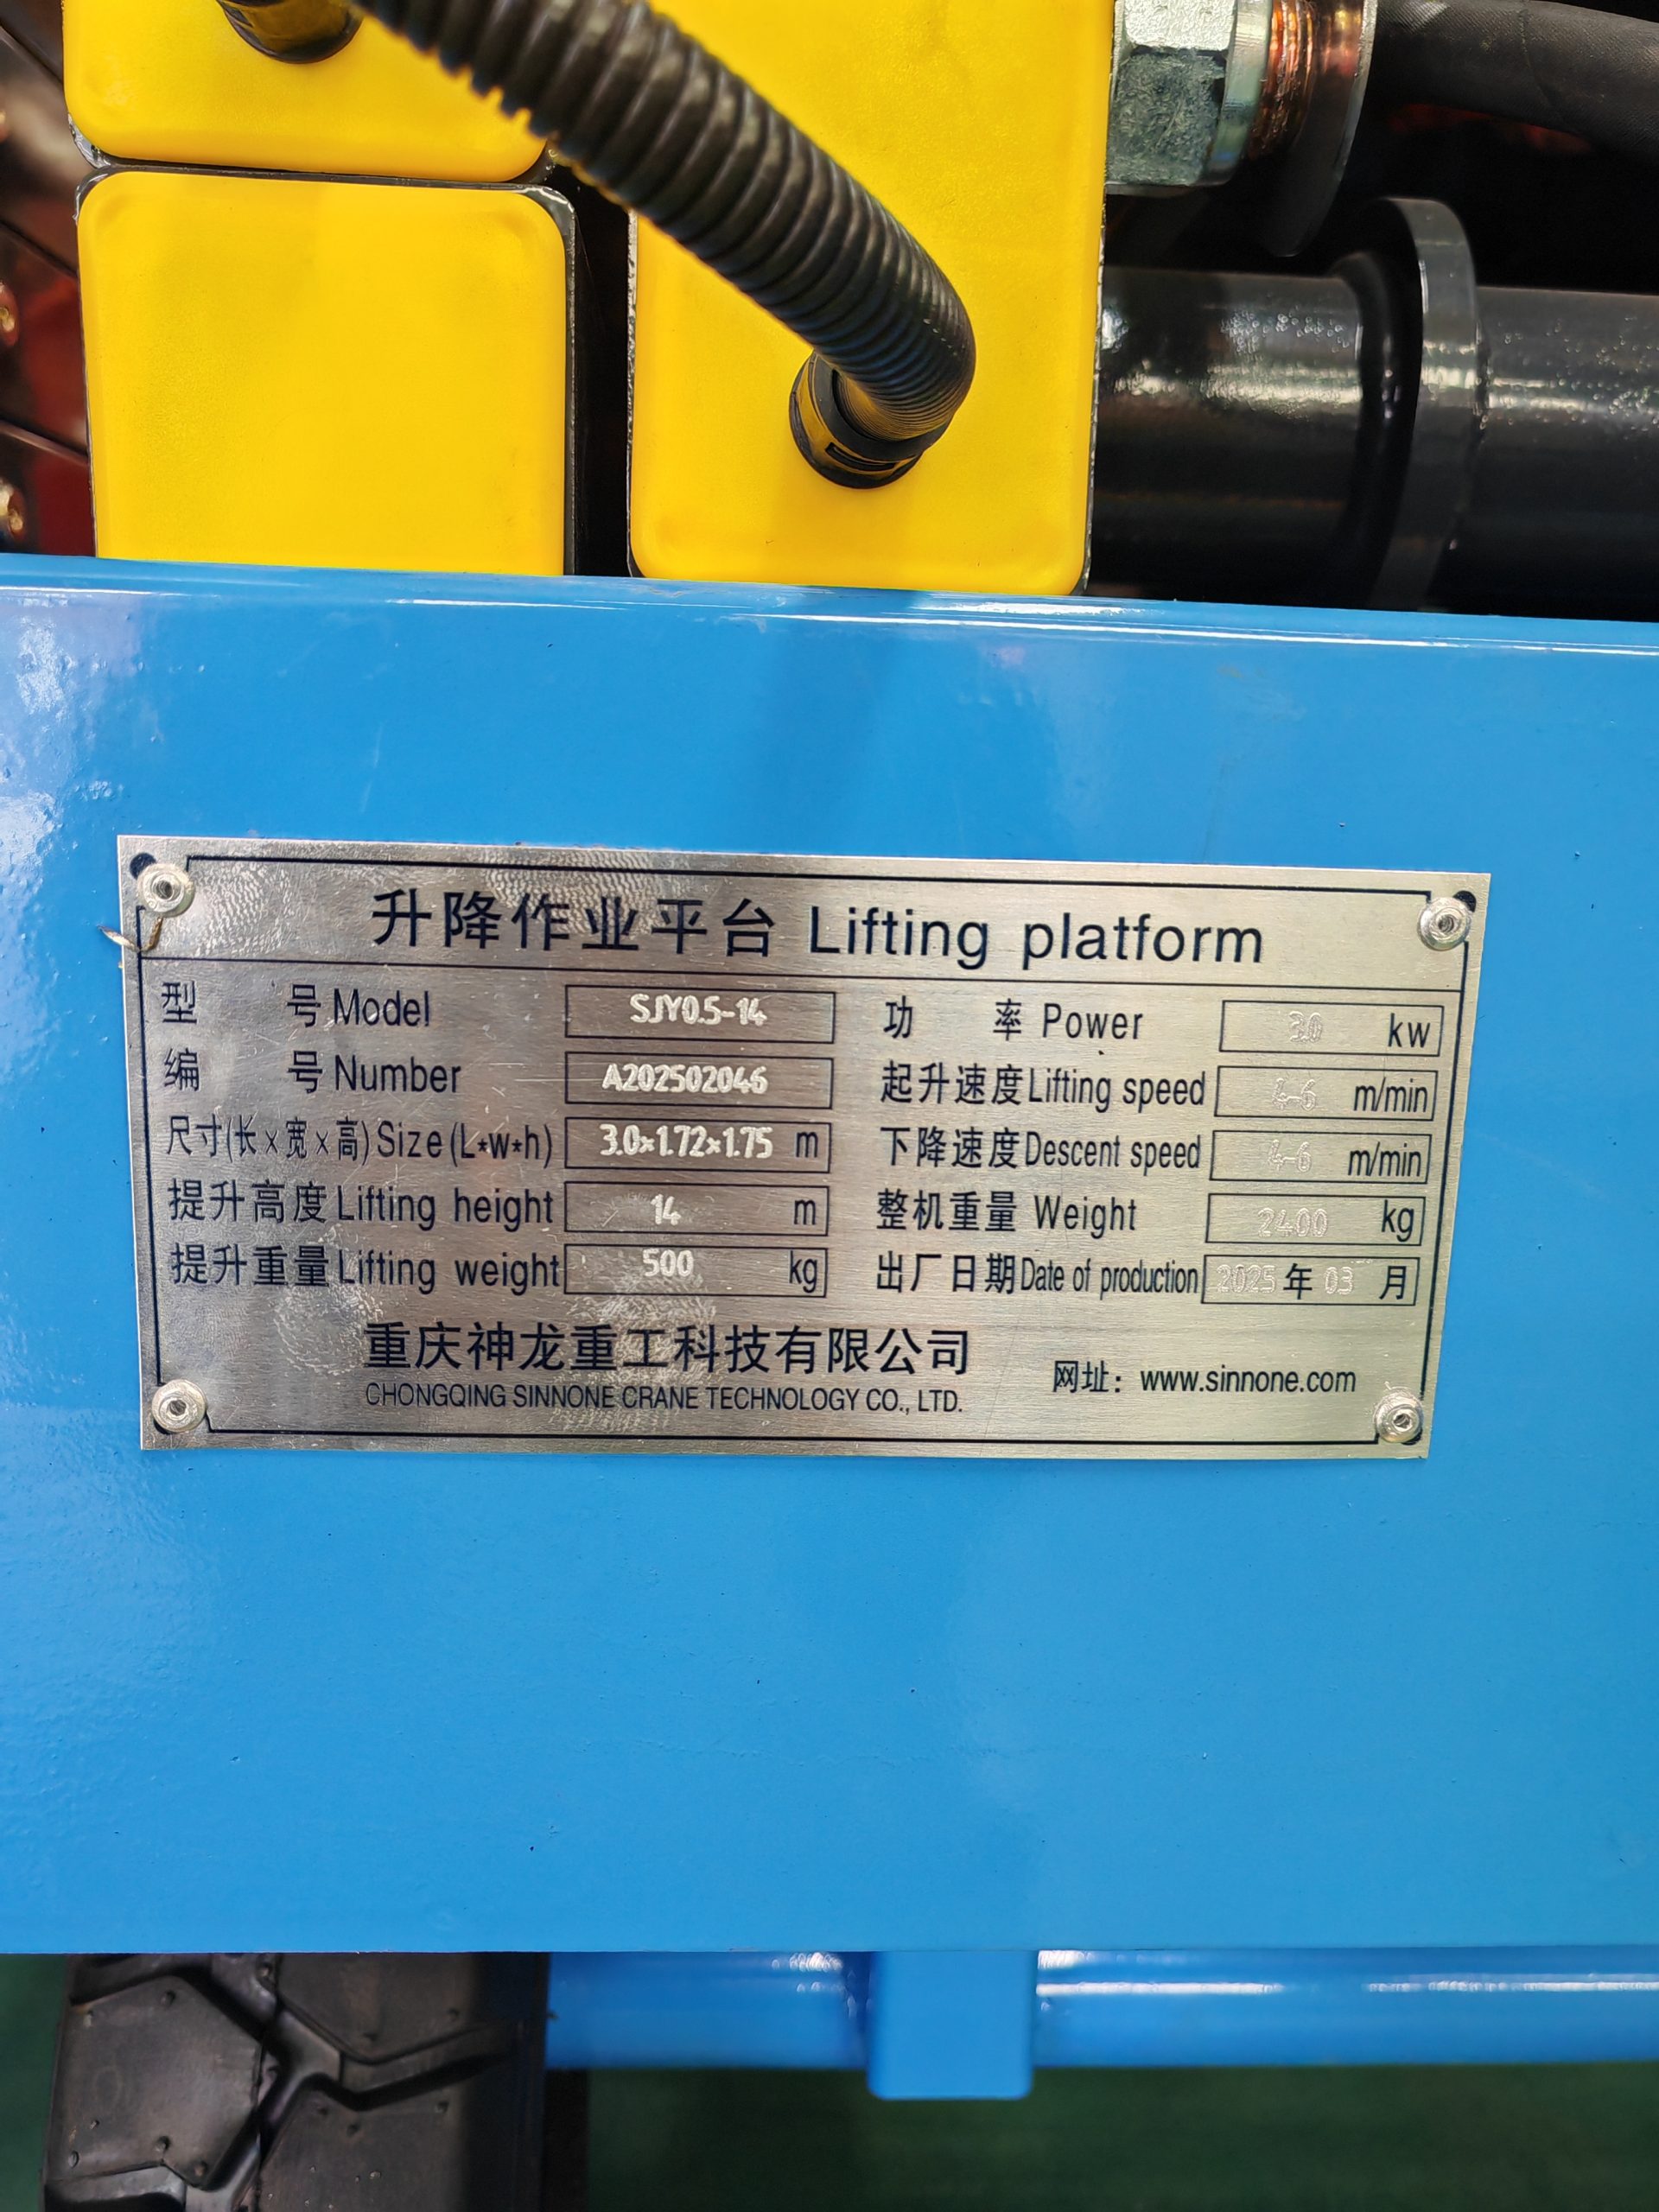 升降作业平台 Lifting platform
型 号 Model SJY0.5-14
编 号 Number A202502046
尺寸(长×宽×高) Size (L*w*h) 3.0×1.72×1.75 m
提升高度 Lifting height 14 m
提升重量 Lifting weight 500 kg
功 率 Power 3.0 kw
起升速度 Lifting speed 4-6 m/min
下降速度 Descent speed 4-6 m/min
整机重量 Weight 2400 kg
出厂日期 Date of production 2025 年 03 月
重庆神龙重工科技有限公司
CHONGQING SINNONE CRANE TECHNOLOGY CO., LTD.
网址：www.sinnone.com